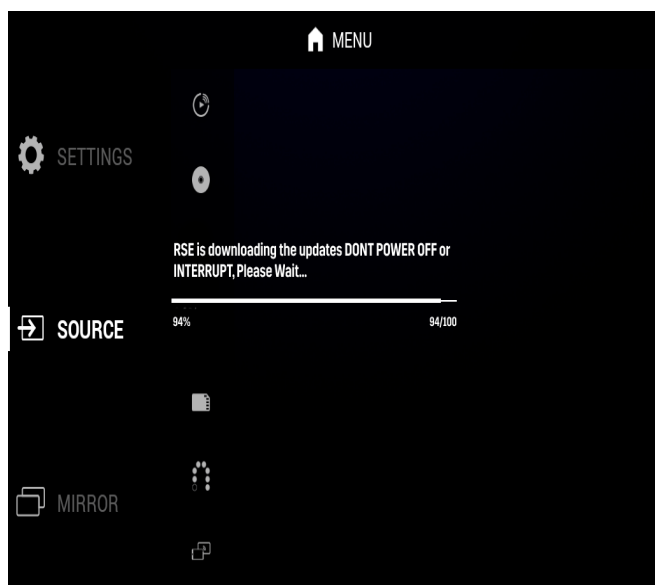 MENU
SETTINGS
RSE is downloading the updates DONT POWER OFF or
INTERRUPT, Please Wait...
94%
94/100
SOURCE
MIRROR